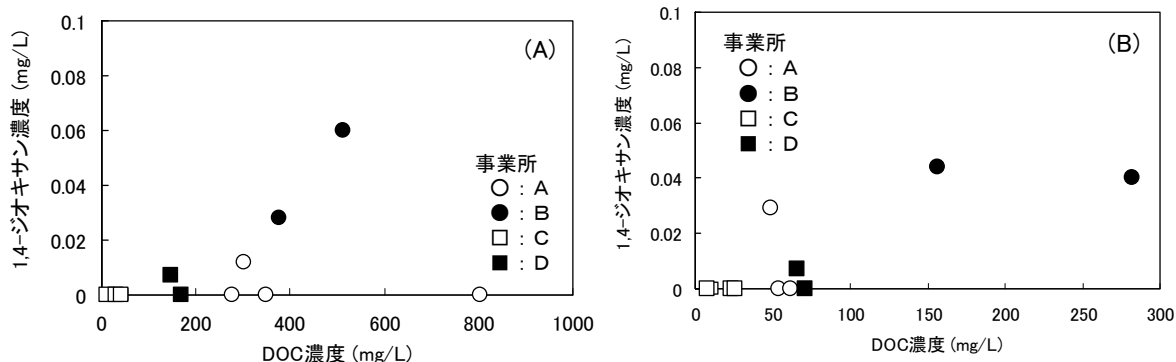 (A)
1,4-ジオキサン濃度 (mg/L)
0.1
0.08
0.06
0.04
0.02
0
0 200 400 600 800 1000
DOC濃度 (mg/L)
事業所
○ : A
● : B
□ : C
■ : D
(B)
1,4-ジオキサン濃度 (mg/L)
0.1
0.08
0.06
0.04
0.02
0
0 50 100 150 200 250 300
DOC濃度 (mg/L)
事業所
○ : A
● : B
□ : C
■ : D